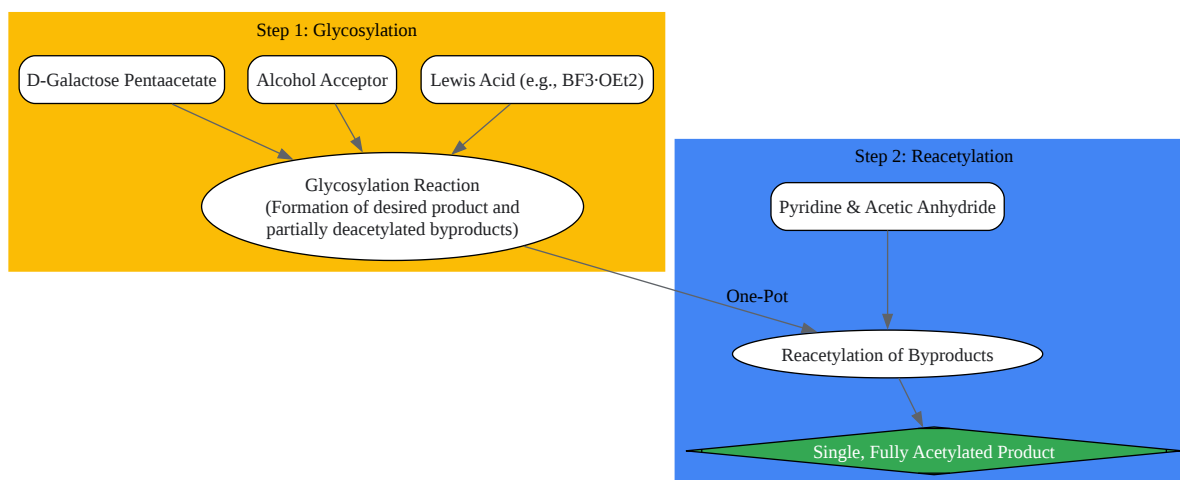 Step 1: Glycosylation
D-Galactose Pentaacetate
Alcohol Acceptor
Lewis Acid (e.g., BF3·OEt2)
Glycosylation Reaction
(Formation of desired product and
partially deacetylated byproducts)
Step 2: Reacetylation
Pyridine & Acetic Anhydride
One-Pot
Reacetylation of Byproducts
Single, Fully Acetylated Product